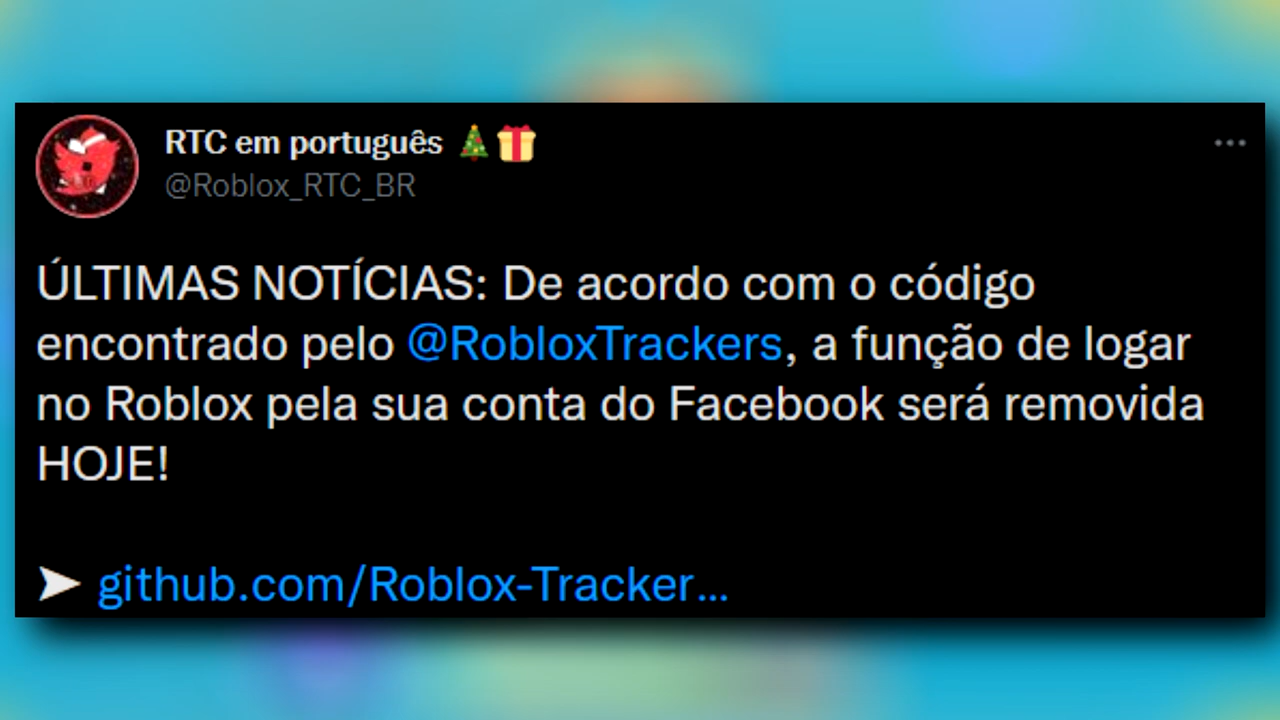 RTC em português 🎄🎁
@Roblox_RTC_BR
ÚLTIMAS NOTÍCIAS: De acordo com o código
encontrado pelo @RobloxTrackers, a função de logar
no Roblox pela sua conta do Facebook será removida
HOJE!
➤ github.com/Roblox-Tracker...